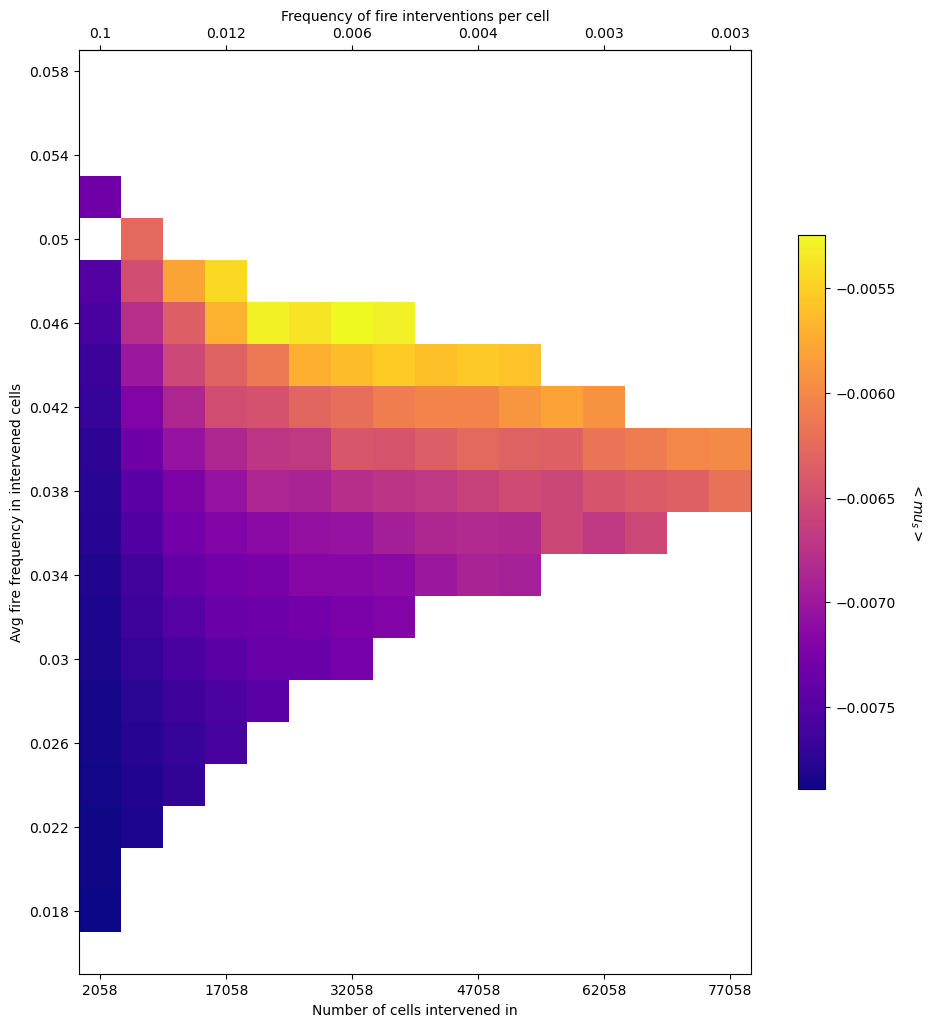 Frequency of fire interventions per cell
0.1 0.012 0.006 0.004 0.003 0.003
0.058
0.054
0.05
0.046
0.042
0.038
0.034
0.03
0.026
0.022
0.018
Avg fire frequency in intervened cells
2058 17058 32058 47058 62058 77058
Number of cells intervened in
−0.0055
−0.0060
−0.0065
−0.0070
−0.0075
< mu_s >